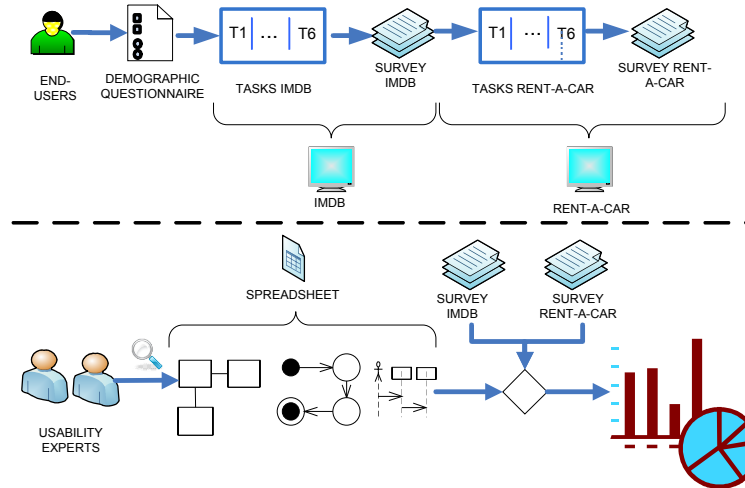 T1 ... T6
T1 ... T6
END-
USERS
DEMOGRAPHIC
QUESTIONNAIRE
TASKS IMDB
SURVEY
IMDB
TASKS RENT-A-CAR
SURVEY RENT-
A-CAR
IMDB
RENT-A-CAR
SPREADSHEET
SURVEY
IMDB
SURVEY
RENT-A-CAR
USABILITY
EXPERTS